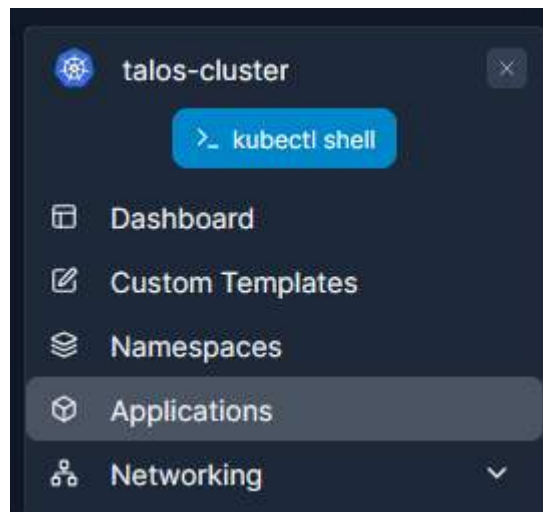 talos-cluster
>_ kubectl shell
Dashboard
Custom Templates
Namespaces
Applications
Networking